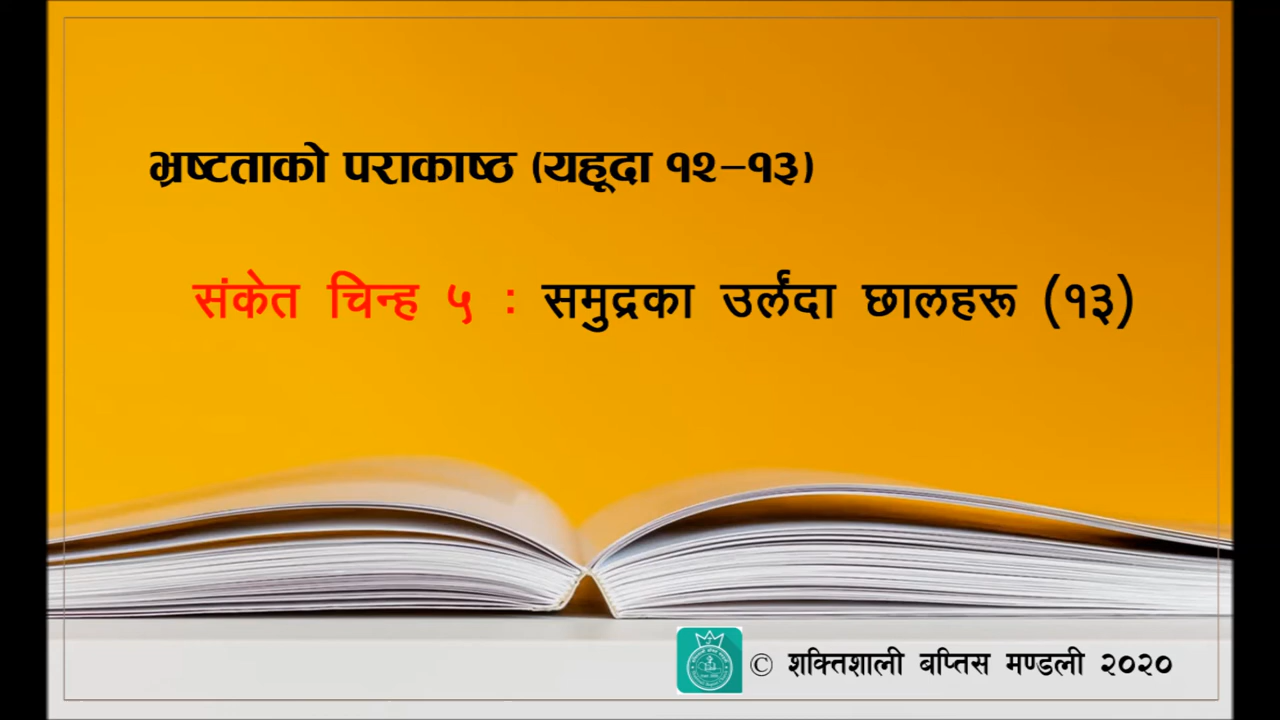 भ्रष्टताको पराकाष्ठ (यहूदा १२–१३)
संकेत चिन्ह ५ : समुद्रका उर्लंदा छालहरू (१३)
© शक्तिशाली बप्तिस मण्डली २०२०